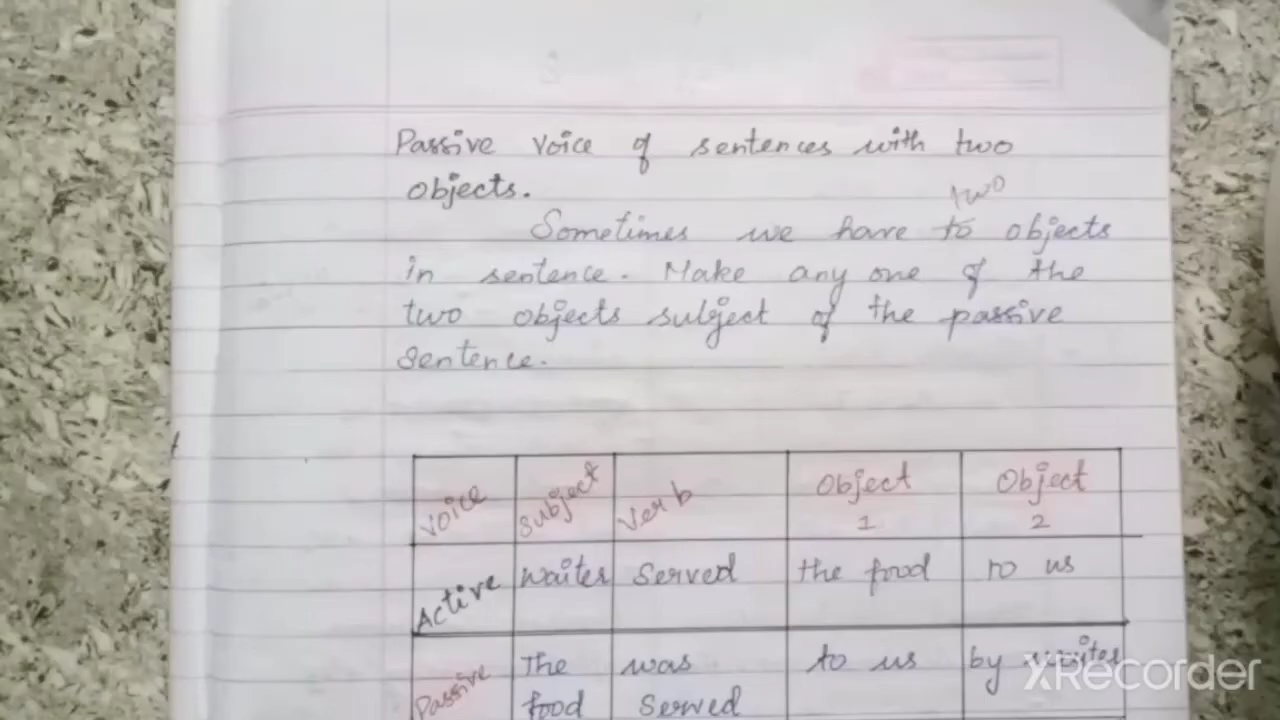 Passive voice of sentences with two
objects.
two
Sometimes we have to objects
in sentence. Make any one of the
two objects subject of the passive
sentence.
Voice Subject Verb Object 1 Object 2
Active Waiter Served the food to us
Passive The food was served to us by waiter
XRecorder